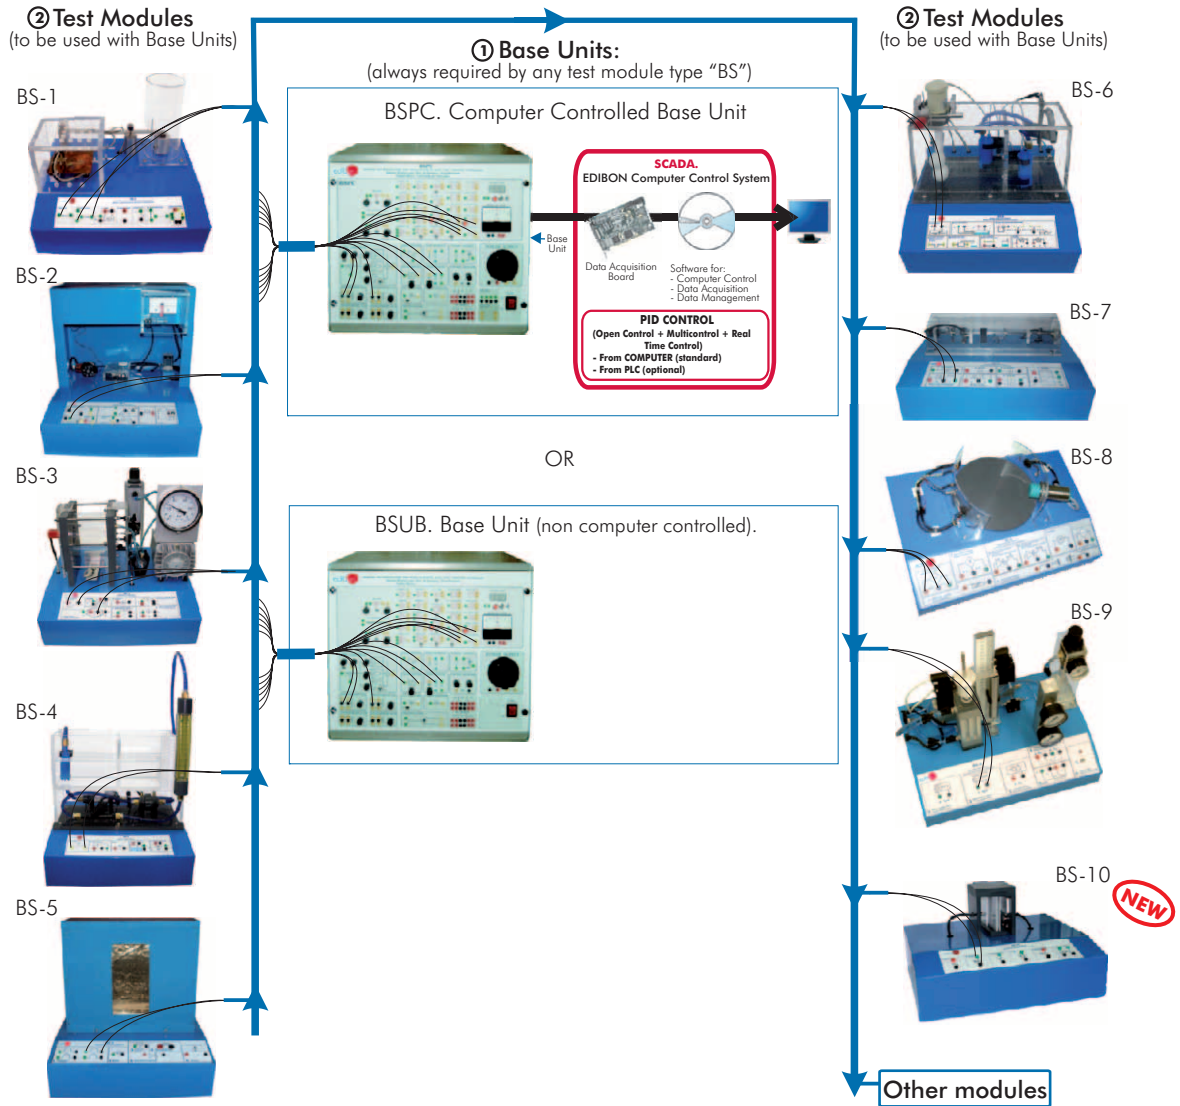 ② Test Modules
(to be used with Base Units)
BS-1
BS-2
BS-3
BS-4
BS-5
① Base Units:
(always required by any test module type “BS”)
BSPC. Computer Controlled Base Unit
SCADA.
EDIBON Computer Control System
Base
Unit
Data Acquisition
Board
Software for:
- Computer Control
- Data Acquisition
- Data Management
PID CONTROL
(Open Control + Multicontrol + Real
Time Control)
- From COMPUTER (standard)
- From PLC (optional)
OR
BSUB. Base Unit (non computer controlled).
② Test Modules
(to be used with Base Units)
BS-6
BS-7
BS-8
BS-9
BS-10
NEW
Other modules